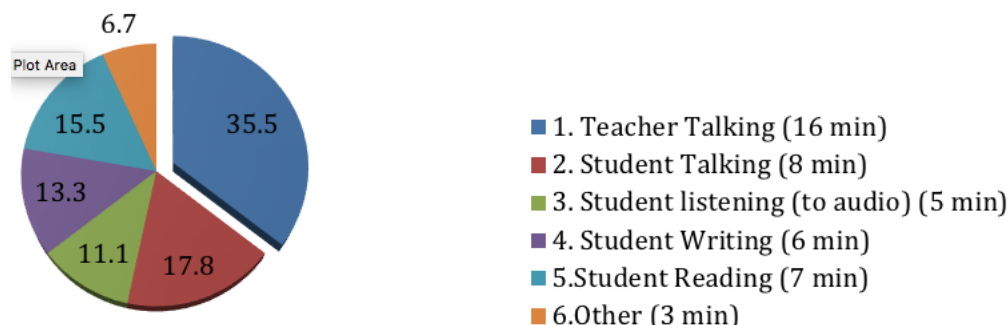 6.7
Plot Area
35.5
15.5
13.3
11.1
17.8
1. Teacher Talking (16 min)
2. Student Talking (8 min)
3. Student listening (to audio) (5 min)
4. Student Writing (6 min)
5.Student Reading (7 min)
6.Other (3 min)